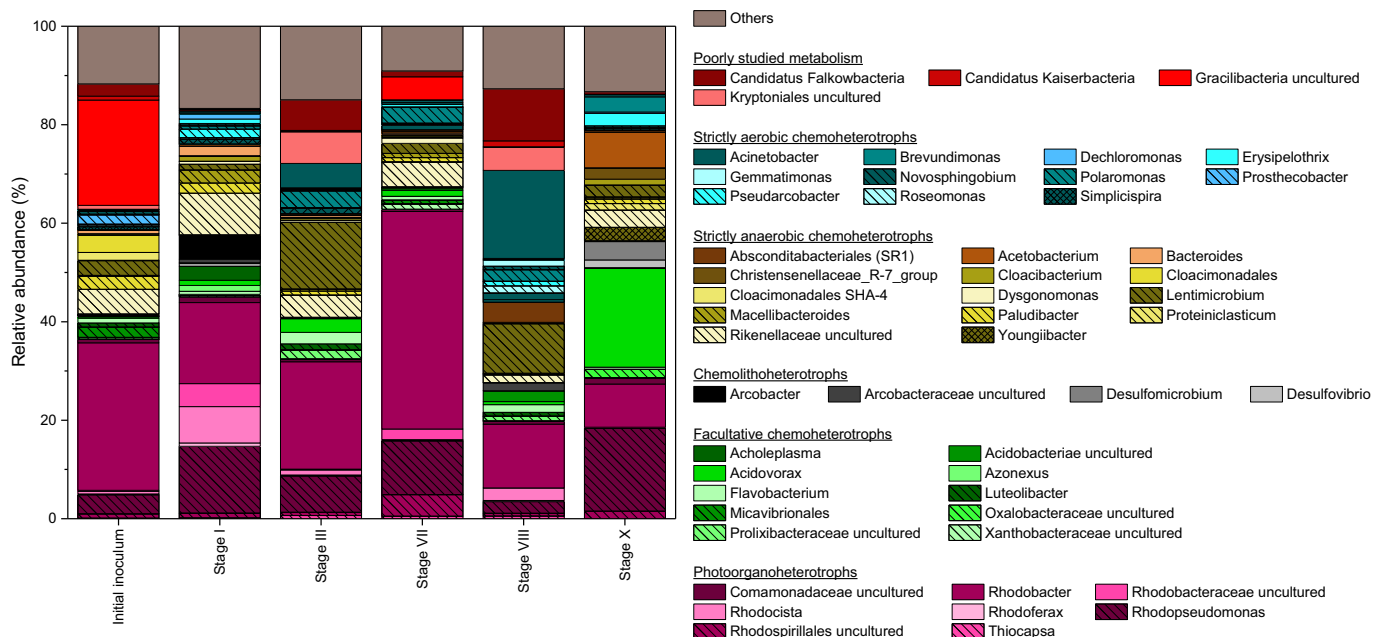 Relative abundance (%)
100
80
60
40
20
0
Initial inoculum
Stage I
Stage III
Stage VII
Stage VIII
Stage X
Others
Poorly studied metabolism
Candidatus Falkowbacteria Candidatus Kaiserbacteria Gracilibacteria uncultured
Kryptoniales uncultured
Strictly aerobic chemoheterotrophs
Acinetobacter Brevundimonas Dechloromonas Erysipelothrix
Gemmatimonas Novosphingobium Polaromonas Prosthecobacter
Pseudarcobacter Roseomonas Simplicispira
Strictly anaerobic chemoheterotrophs
Absconditabacteriales (SR1) Acetobacterium Bacteroides
Christensenellaceae_R-7_group Cloacibacterium Cloacimonadales
Cloacimonadales SHA-4 Dysgonomonas Lentimicrobium
Macellibacteroides Paludibacter Proteiniclasticum
Rikenellaceae uncultured Youngiibacter
Chemolithoheterotrophs
Arcobacter Arcobacteraceae uncultured Desulfomicrobium Desulfovibrio
Facultative chemoheterotrophs
Acholeplasma Acidobacteriae uncultured
Acidovorax Azonexus
Flavobacterium Luteolibacter
Micavibrionales Oxalobacteraceae uncultured
Prolixibacteraceae uncultured Xanthobacteraceae uncultured
Photoorganoheterotrophs
Comamonadaceae uncultured Rhodobacter Rhodobacteraceae uncultured
Rhodocista Rhodoferax Rhodopseudomonas
Rhodospirillales uncultured Thiocapsa